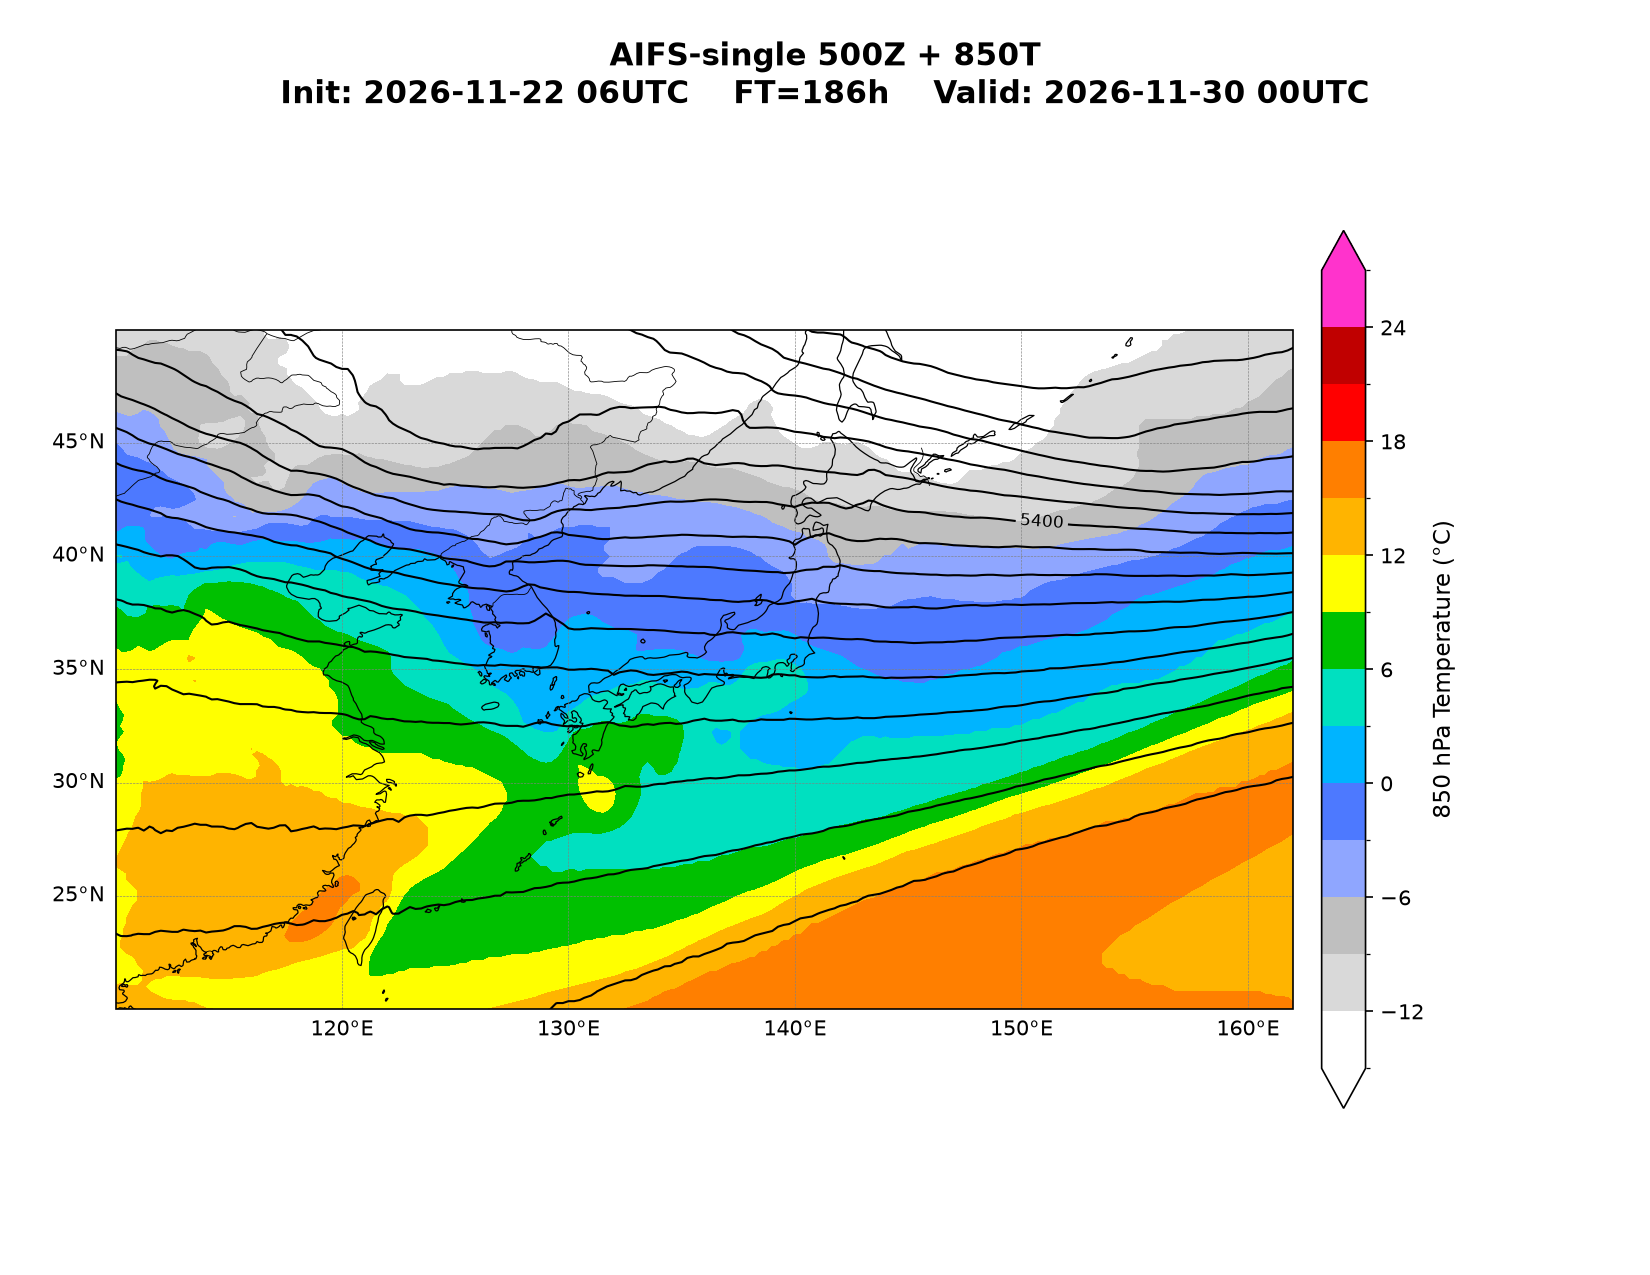 AIFS-single 500Z + 850T
Init: 2026-11-22 06UTC    FT=186h    Valid: 2026-11-30 00UTC
45°N
40°N
35°N
30°N
25°N
120°E
130°E
140°E
150°E
160°E
5400
24
18
12
6
0
−6
−12
850 hPa Temperature (°C)